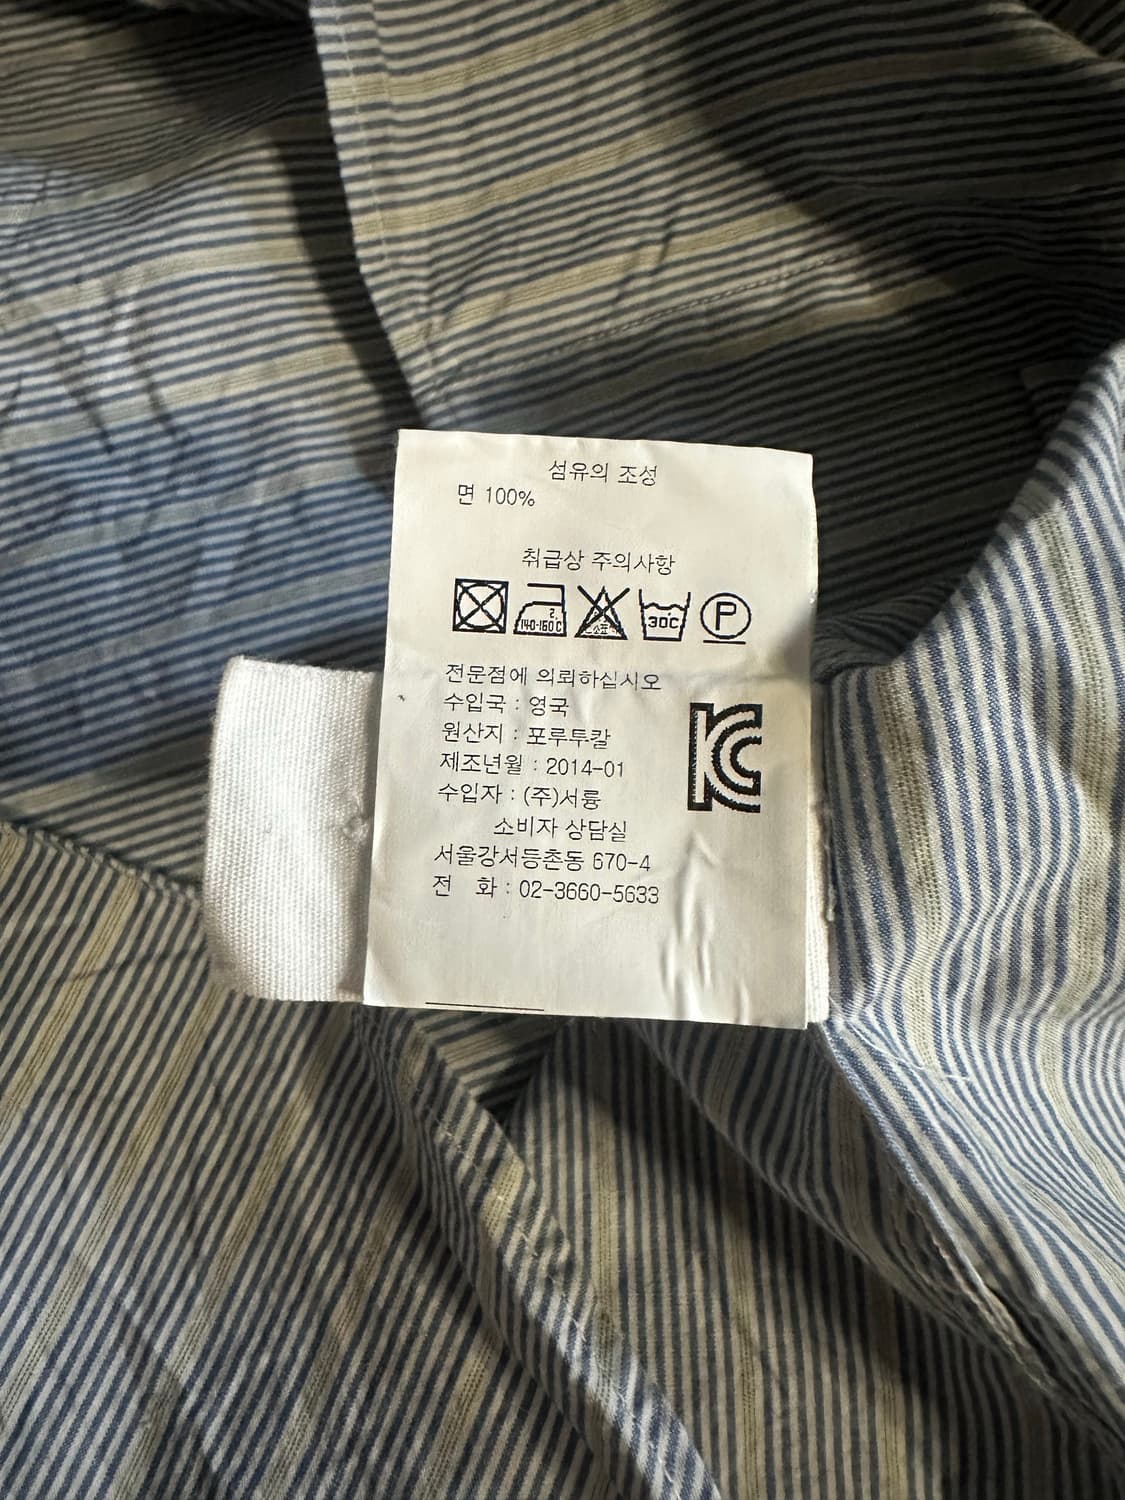 섬유의 조성
면 100%
취급상 주의사항
2,
140-160℃
30℃
P
전문점에 의뢰하십시오
수입국 : 영국
원산지 : 포루투칼
제조년월 : 2014-01
수입자 : (주)서륭
소비자 상담실
서울강서등촌동 670-4
전 화 : 02-3660-5633
KC